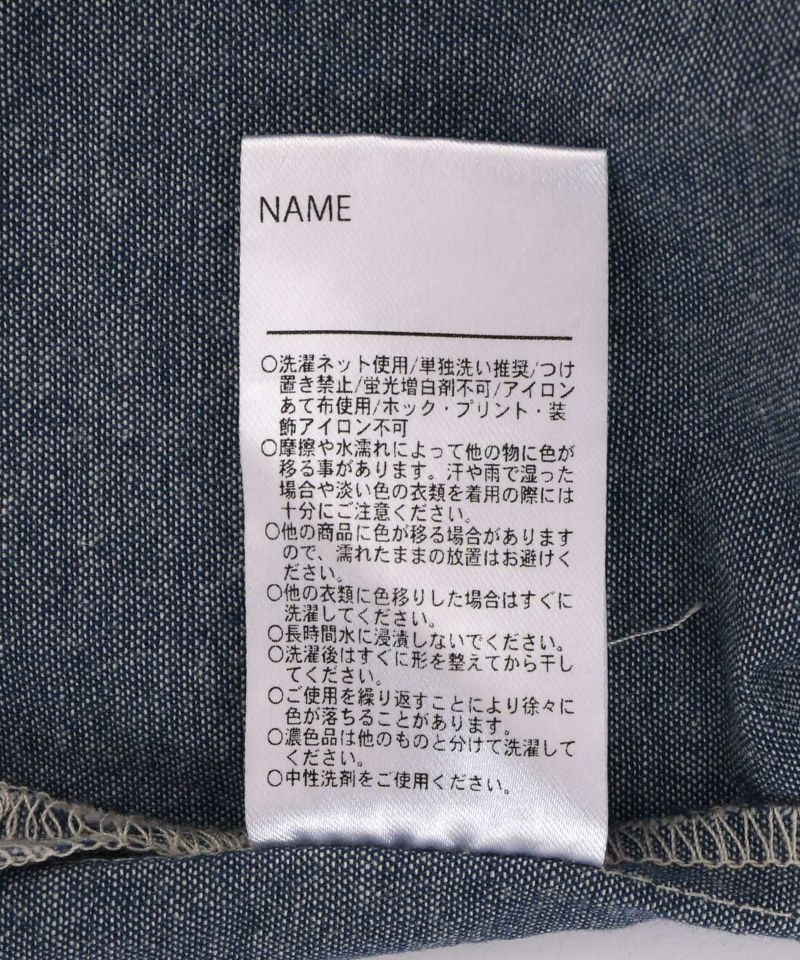 NAME
○洗濯ネット使用/単独洗い推奨/つけ
置き禁止/蛍光増白剤不可/アイロン
あて布使用/ホック・プリント・装
飾アイロン不可
○摩擦や水濡れによって他の物に色が
移る事があります。汗や雨で湿った
場合や淡い色の衣類を着用の際には
十分にご注意ください。
○他の商品に色が移る場合があります
ので、濡れたままの放置はお避けく
ださい。
○他の衣類に色移りした場合はすぐに
洗濯してください。
○長時間水に浸漬しないでください。
○洗濯後はすぐに形を整えてから干し
てください。
○ご使用を繰り返すことにより徐々に
色が落ちることがあります。
○濃色品は他のものと分けて洗濯して
ください。
○中性洗剤をご使用ください。